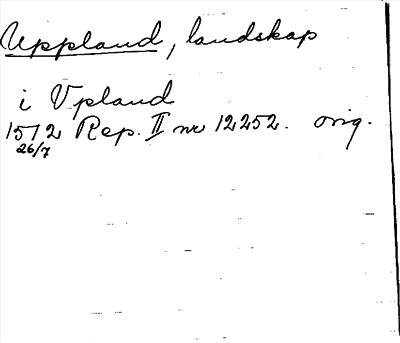 Uppland, landskap
i Vpland
1512 Rep. II nr 12252. orig.
26/7